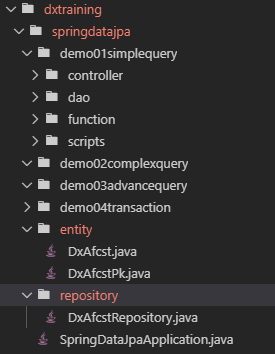 dxtraining
springdatajpa
demo01simplequery
controller
dao
function
scripts
demo02complexquery
demo03advancequery
demo04transaction
entity
DxAfcst.java
DxAfcstPk.java
repository
DxAfcstRepository.java
SpringDataJpaApplication.java